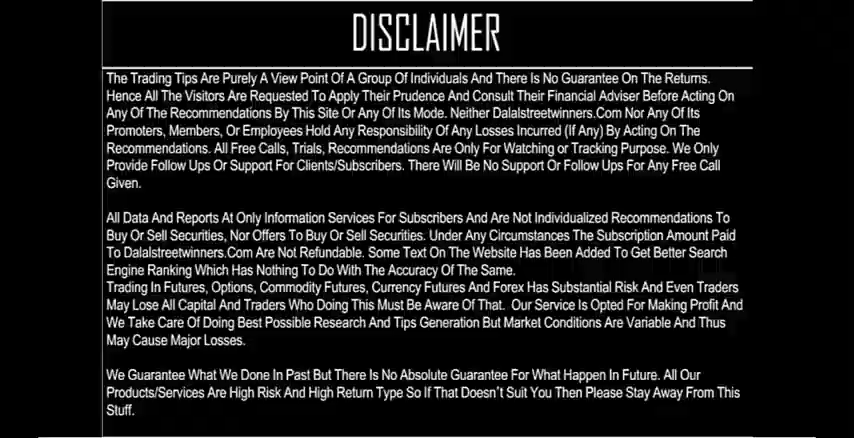 DISCLAIMER
The Trading Tips Are Purely A View Point Of A Group Of Individuals And There Is No Guarantee On The Returns.
Hence All The Visitors Are Requested To Apply Their Prudence And Consult Their Financial Adviser Before Acting On
Any Of The Recommendations By This Site Or Any Of Its Mode. Neither Dalalstreetwinners.Com Nor Any Of Its
Promoters, Members, Or Employees Hold Any Responsibility Of Any Losses Incurred (If Any) By Acting On The
Recommendations. All Free Calls, Trials, Recommendations Are Only For Watching or Tracking Purpose. We Only
Provide Follow Ups Or Support For Clients/Subscribers. There Will Be No Support Or Follow Ups For Any Free Call
Given.
All Data And Reports At Only Information Services For Subscribers And Are Not Individualized Recommendations To
Buy Or Sell Securities, Nor Offers To Buy Or Sell Securities. Under Any Circumstances The Subscription Amount Paid
To Dalalstreetwinners.Com Are Not Refundable. Some Text On The Website Has Been Added To Get Better Search
Engine Ranking Which Has Nothing To Do With The Accuracy Of The Same.
Trading In Futures, Options, Commodity Futures, Currency Futures And Forex Has Substantial Risk And Even Traders
May Lose All Capital And Traders Who Doing This Must Be Aware Of That. Our Service Is Opted For Making Profit And
We Take Care Of Doing Best Possible Research And Tips Generation But Market Conditions Are Variable And Thus
May Cause Major Losses.
We Guarantee What We Done In Past But There Is No Absolute Guarantee For What Happen In Future. All Our
Products/Services Are High Risk And High Return Type So If That Doesn't Suit You Then Please Stay Away From This
Stuff.